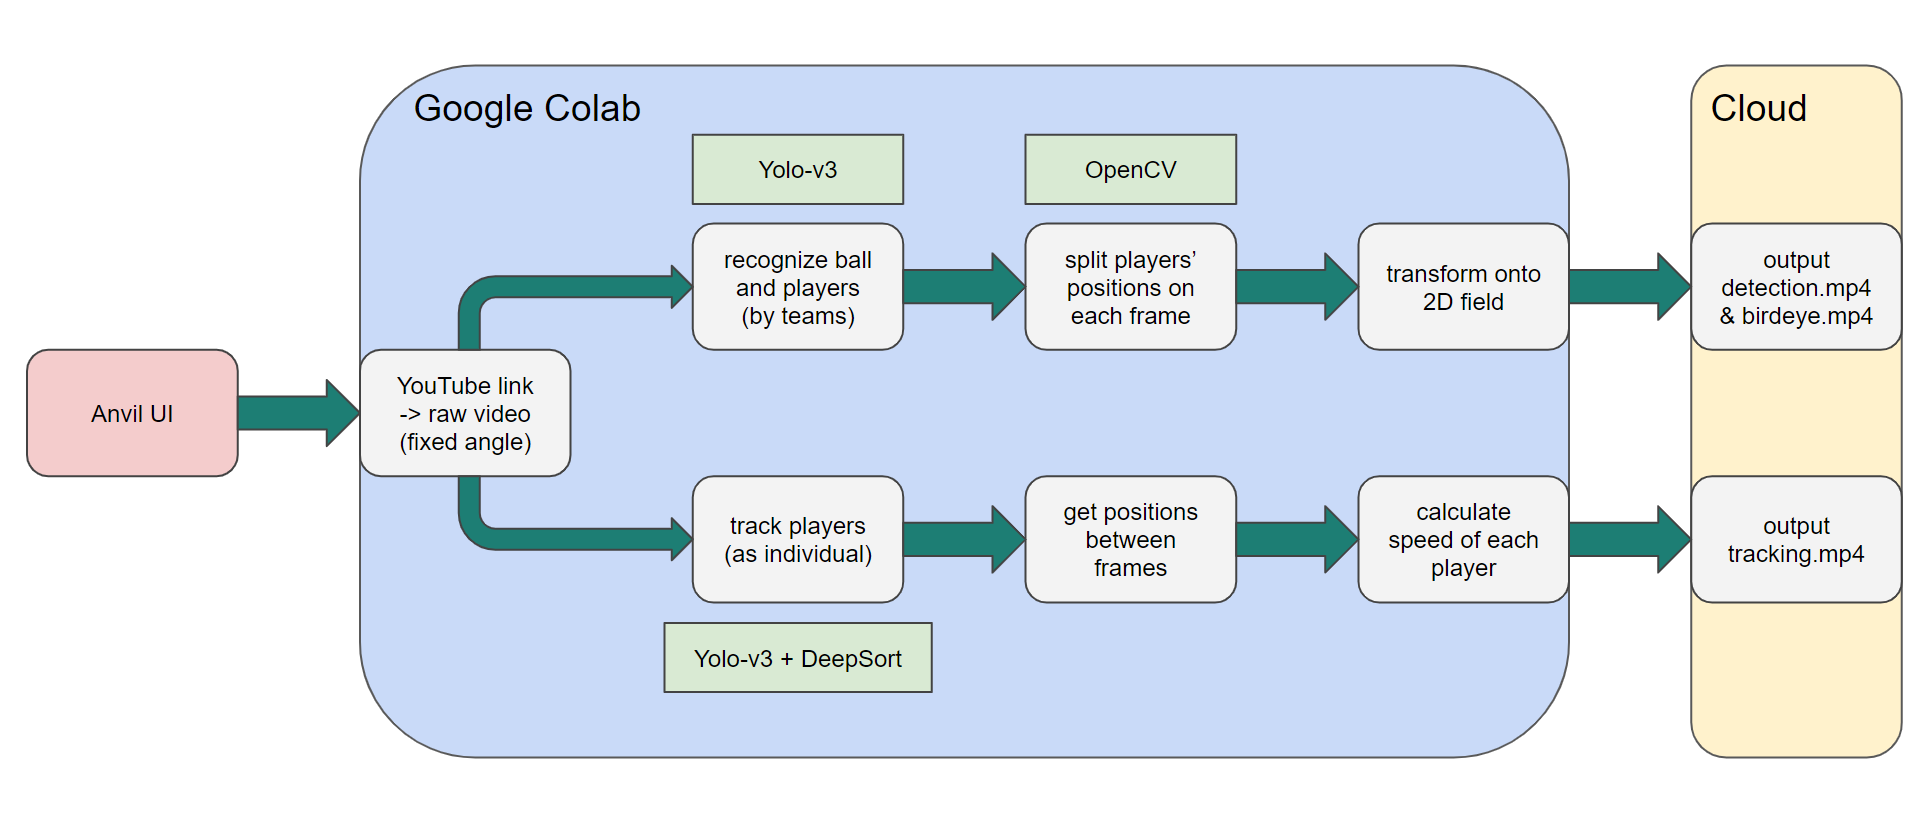 Google Colab
Cloud
Yolo-v3
OpenCV
recognize ball
and players
(by teams)
split players’
positions on
each frame
transform onto
2D field
output
detection.mp4
& birdeye.mp4
Anvil UI
YouTube link
-> raw video
(fixed angle)
track players
(as individual)
get positions
between
frames
calculate
speed of each
player
output
tracking.mp4
Yolo-v3 + DeepSort